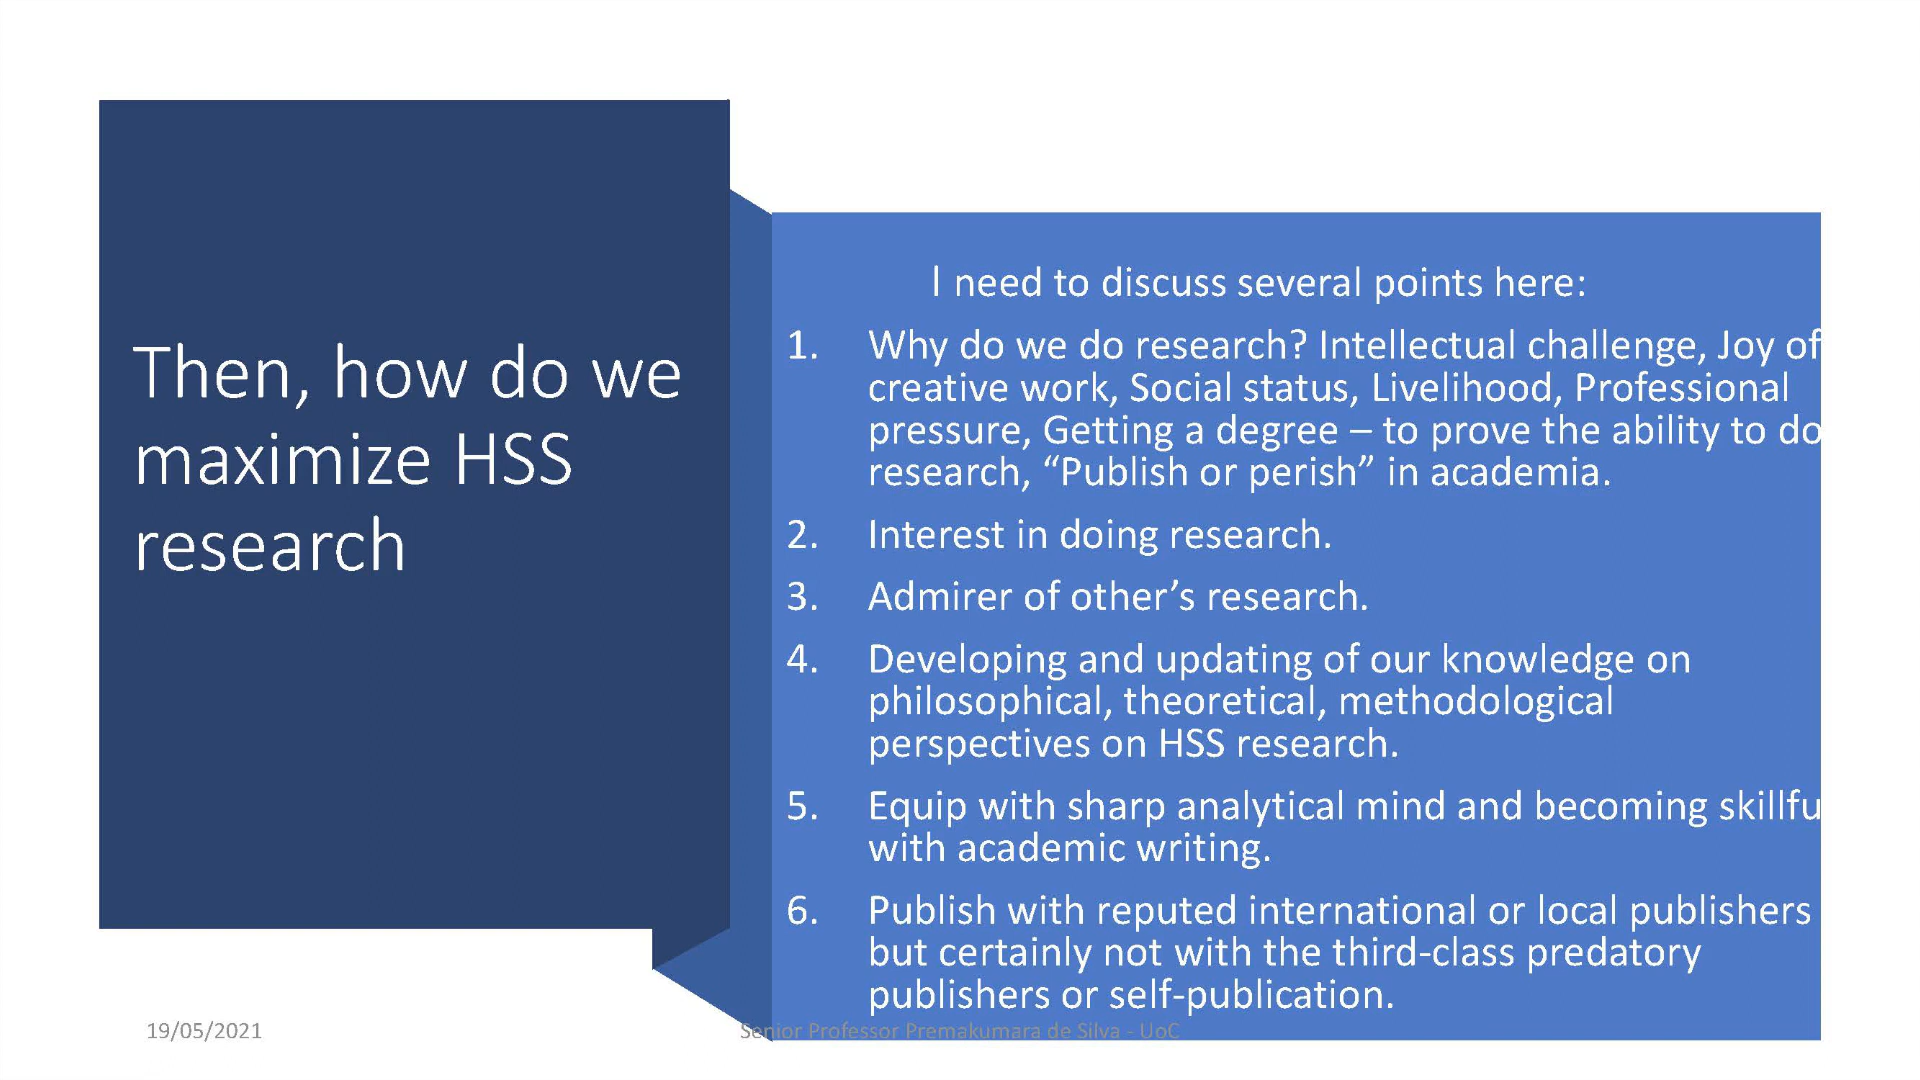 Then, how do we
maximize HSS
research
I need to discuss several points here:
1. Why do we do research? Intellectual challenge, Joy of
creative work, Social status, Livelihood, Professional
pressure, Getting a degree – to prove the ability to do
research, “Publish or perish” in academia.
2. Interest in doing research.
3. Admirer of other’s research.
4. Developing and updating of our knowledge on
philosophical, theoretical, methodological
perspectives on HSS research.
5. Equip with sharp analytical mind and becoming skillfu
with academic writing.
6. Publish with reputed international or local publishers
but certainly not with the third-class predatory
publishers or self-publication.
19/05/2021
Senior Professor Premakumara de Silva - UoC